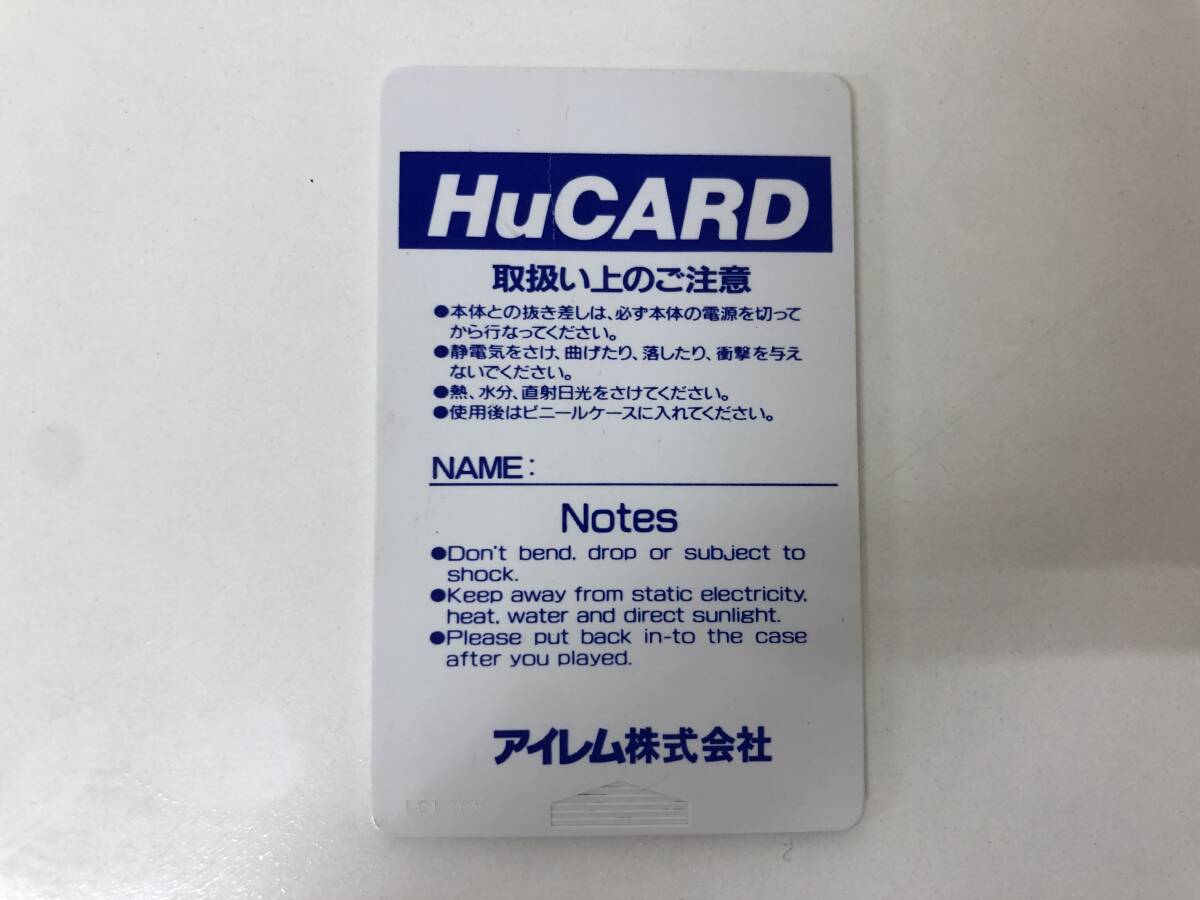 HuCARD
取扱い上のご注意
●本体との抜き差しは、必ず本体の電源を切って
から行なってください。
●静電気をさけ、曲げたり、落したり、衝撃を与え
ないでください。
●熱、水分、直射日光をさけてください。
●使用後はビニールケースに入れてください。
NAME:
Notes
●Don't bend, drop or subject to
shock.
●Keep away from static electricity,
heat, water and direct sunlight.
●Please put back in-to the case
after you played.
アイレム株式会社